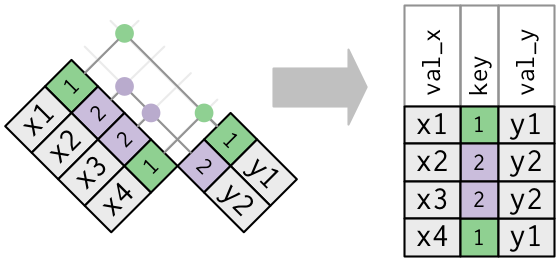 x1 1
x2 2
x3 2
x4 1
1 y1
2 y2
val_x key val_y
x1 1 y1
x2 2 y2
x3 2 y2
x4 1 y1